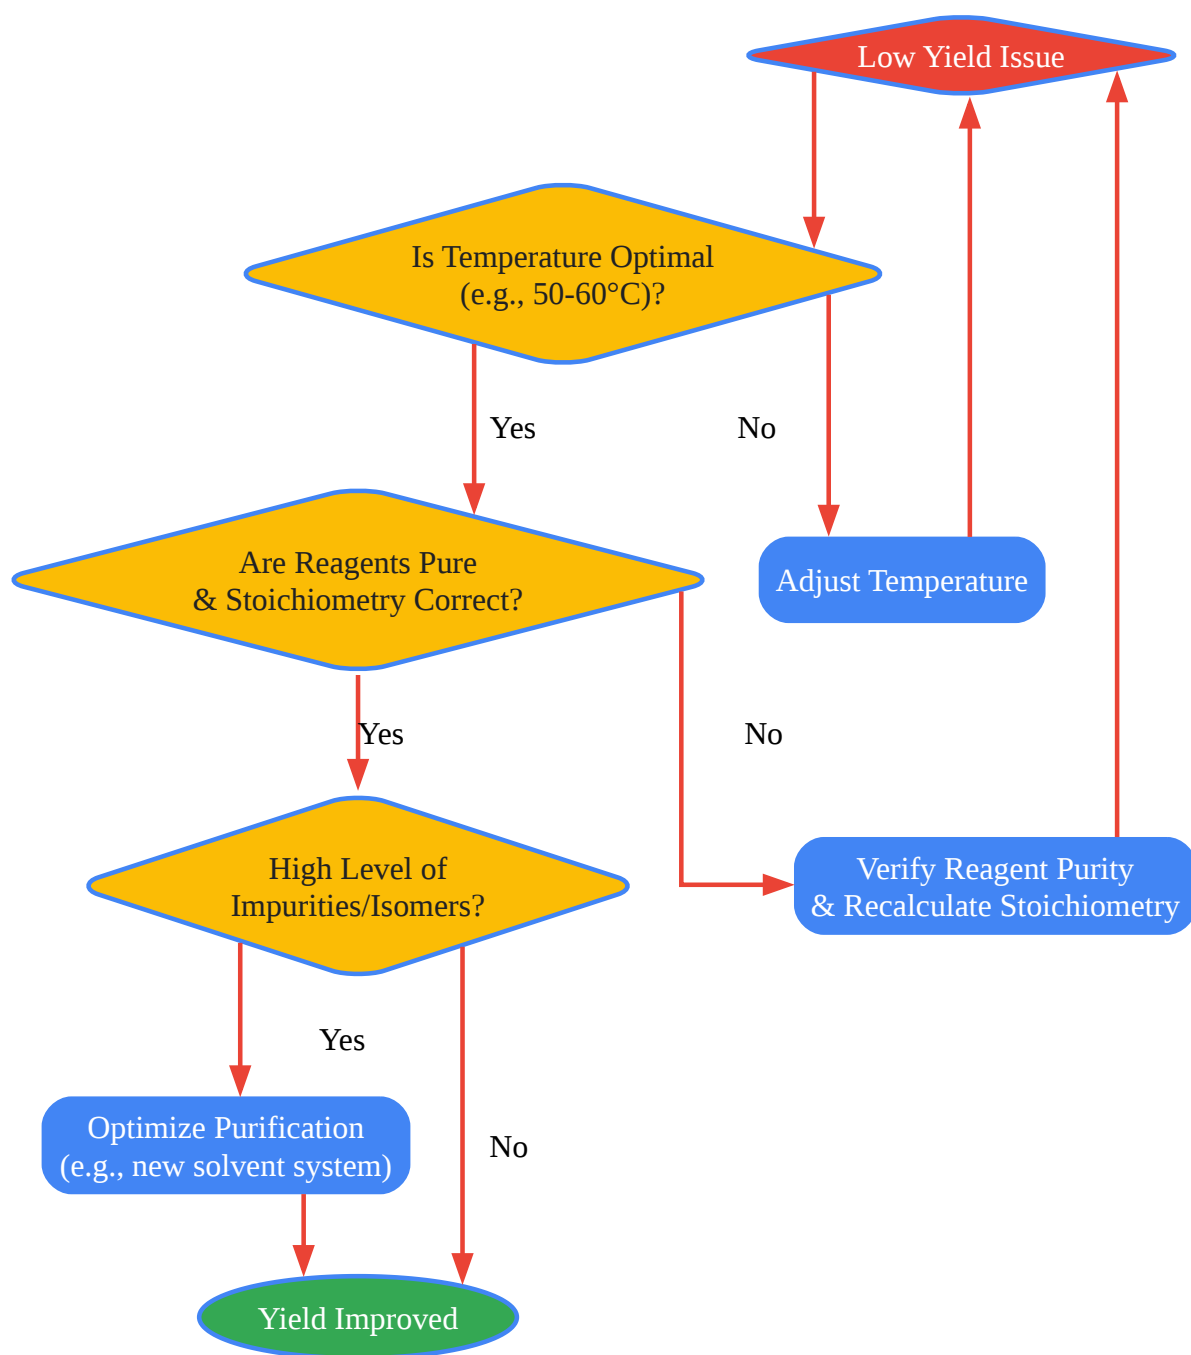 Low Yield Issue
Is Temperature Optimal
(e.g., 50-60°C)?
Yes
No
Are Reagents Pure
& Stoichiometry Correct?
Adjust Temperature
Yes
No
High Level of
Impurities/Isomers?
Verify Reagent Purity
& Recalculate Stoichiometry
Yes
Optimize Purification
(e.g., new solvent system)
No
Yield Improved